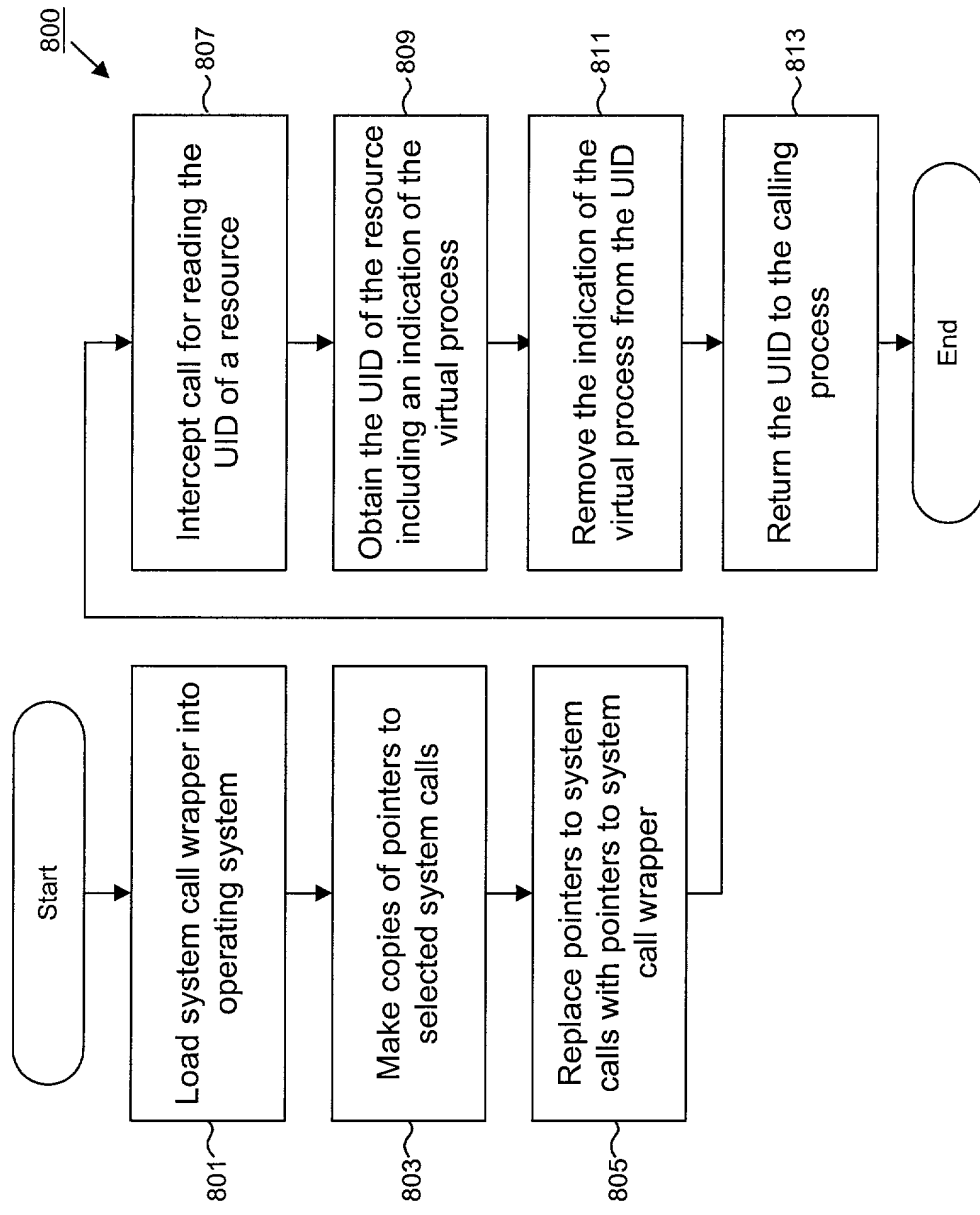 800
Start
Load system call wrapper into
operating system
801
Make copies of pointers to
selected system calls
803
Replace pointers to system
calls with pointers to system
call wrapper
805
Intercept call for reading the
UID of a resource
807
Obtain the UID of the resource
including an indication of the
virtual process
809
Remove the indication of the
virtual process from the UID
811
Return the UID to the calling
process
813
End